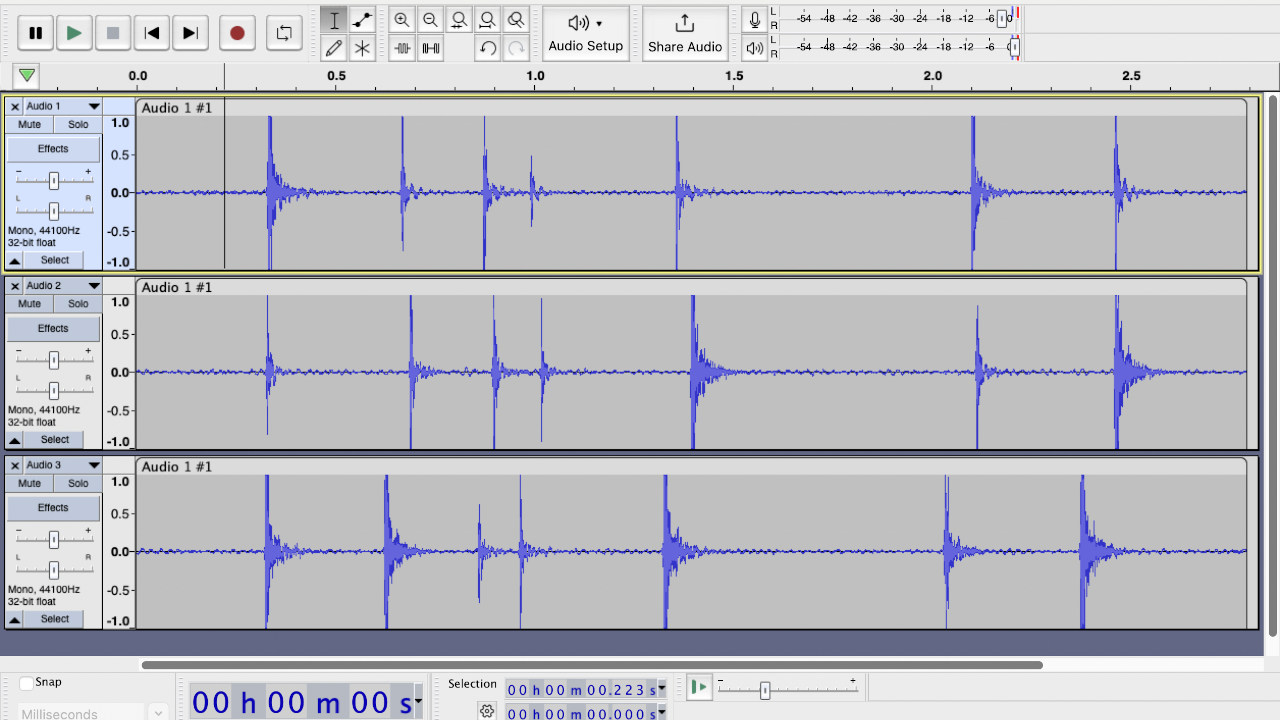 Audio Setup
Share Audio
L
R
-54 -48 -42 -36 -30 -24 -18 -12 -6 0
L
R
-54 -48 -42 -36 -30 -24 -18 -12 -6
0.0 0.5 1.0 1.5 2.0 2.5
Audio 1
Audio 1 #1
Mute Solo
Effects
- +
L R
Mono, 44100Hz
32-bit float
Select
1.0
0.5
0.0
-0.5
-1.0
Audio 2
Audio 1 #1
Mute Solo
Effects
- +
L R
Mono, 44100Hz
32-bit float
Select
1.0
0.5
0.0
-0.5
-1.0
Audio 3
Audio 1 #1
Mute Solo
Effects
- +
L R
Mono, 44100Hz
32-bit float
Select
1.0
0.5
0.0
-0.5
-1.0
Snap
Milliseconds
00 h 00 m 00 s
Selection
00 h 00 m 00.223 s
00 h 00 m 00.000 s
- +